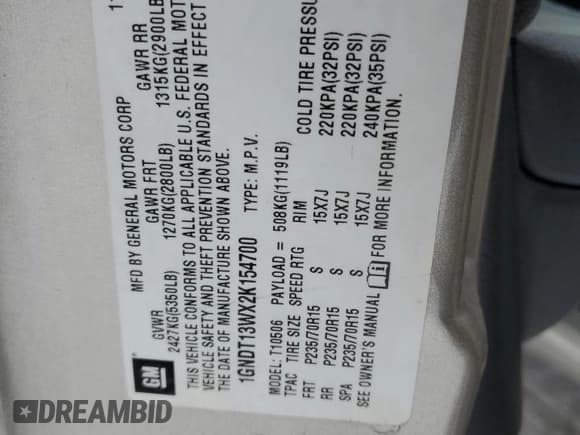 GM
MFD BY GENERAL MOTORS CORP
GVWR GAWR FRT GAWR RR
2427KG(5350LB) 1270KG(2800LB) 1315KG(2900LB
THIS VEHICLE CONFORMS TO ALL APPLICABLE U.S. FEDERAL MOT
VEHICLE SAFETY AND THEFT PREVENTION STANDARDS IN EFFECT
THE DATE OF MANUFACTURE SHOWN ABOVE.
1GNDT13WX2K154700 TYPE: M.P.V.
MODEL: T10506 PAYLOAD = 508KG(1119LB)
TPAC TIRE SIZE SPEED RTG RIM COLD TIRE PRESSU
FRT P235/70R15 S 15X7J 220KPA(32PSI)
RR P235/70R15 S 15X7J 220KPA(32PSI)
SPA P235/70R15 S 15X7J 240KPA(35PSI)
SEE OWNER'S MANUAL FOR MORE INFORMATION.
DREAMBID